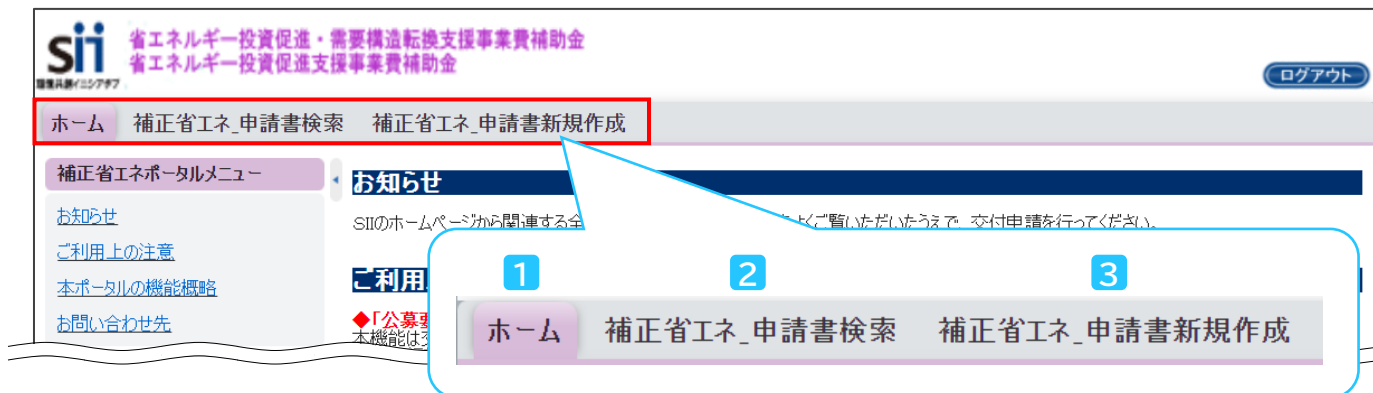 sii
省エネルギー投資促進・需要構造転換支援事業費補助金
省エネルギー投資促進支援事業費補助金
環境共創イニシアチブ
ログアウト
ホーム 補正省エネ_申請書検索 補正省エネ_申請書新規作成
補正省エネポータルメニュー
お知らせ
お知らせ
SIIのホームページから関連する全
よくご覧いただいたうえで、交付申請を行ってください。
ご利用上の注意
本ポータルの機能概略
お問い合わせ先
ご利用
◆「公募要
本機能は交
1 2 3
ホーム 補正省エネ_申請書検索 補正省エネ_申請書新規作成